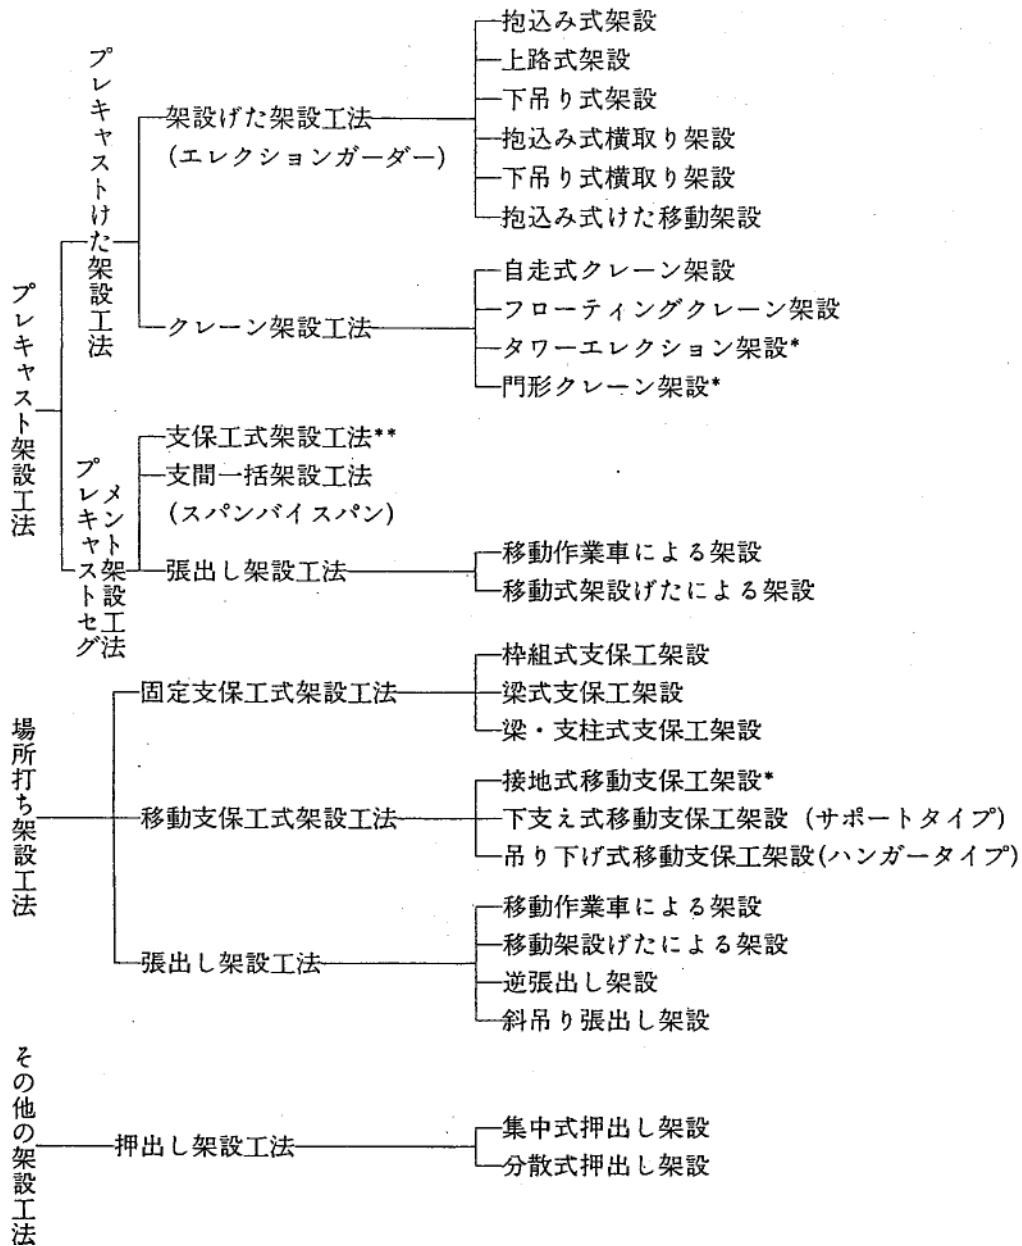 プレキャスト架設工法
プレキャストけた架設工法
架設げた架設工法
(エレクションガーダー)
抱込み式架設
上路式架設
下吊り式架設
抱込み式横取り架設
下吊り式横取り架設
抱込み式けた移動架設
クレーン架設工法
自走式クレーン架設
フローティングクレーン架設
タワーエレクション架設*
門形クレーン架設*
プレキャストセグ
メント架設工法
支保工式架設工法**
支間一括架設工法
(スパンバイスパン)
張出し架設工法
移動作業車による架設
移動式架設げたによる架設
場所打ち架設工法
固定支保工式架設工法
枠組式支保工架設
梁式支保工架設
梁・支柱式支保工架設
移動支保工式架設工法
接地式移動支保工架設*
下支え式移動支保工架設 (サポートタイプ)
吊り下げ式移動支保工架設(ハンガータイプ)
張出し架設工法
移動作業車による架設
移動架設げたによる架設
逆張出し架設
斜吊り張出し架設
その他の架設工法
押出し架設工法
集中式押出し架設
分散式押出し架設